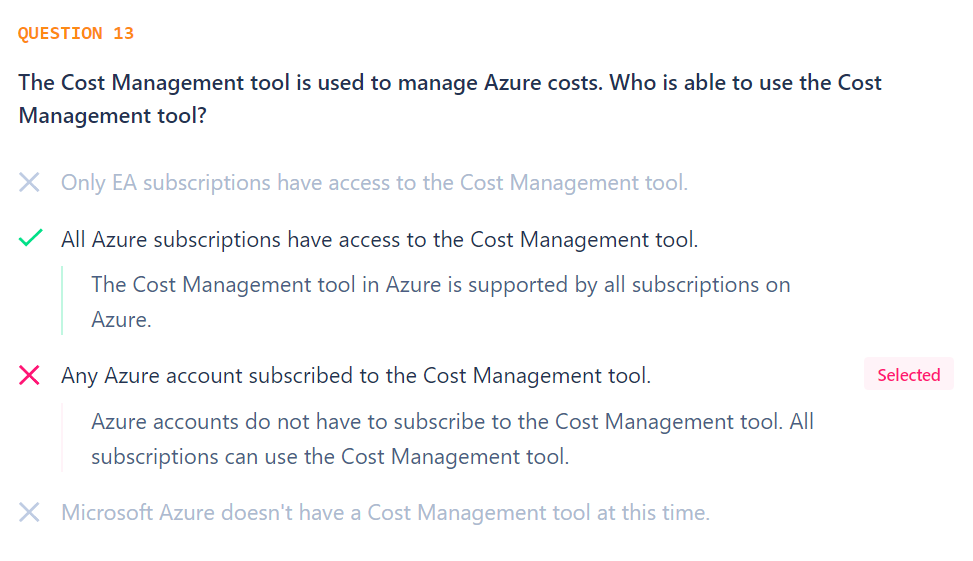 QUESTION 13
The Cost Management tool is used to manage Azure costs. Who is able to use the Cost
Management tool?
Only EA subscriptions have access to the Cost Management tool.
All Azure subscriptions have access to the Cost Management tool.
The Cost Management tool in Azure is supported by all subscriptions on
Azure.
Any Azure account subscribed to the Cost Management tool.
Selected
Azure accounts do not have to subscribe to the Cost Management tool. All
subscriptions can use the Cost Management tool.
Microsoft Azure doesn't have a Cost Management tool at this time.